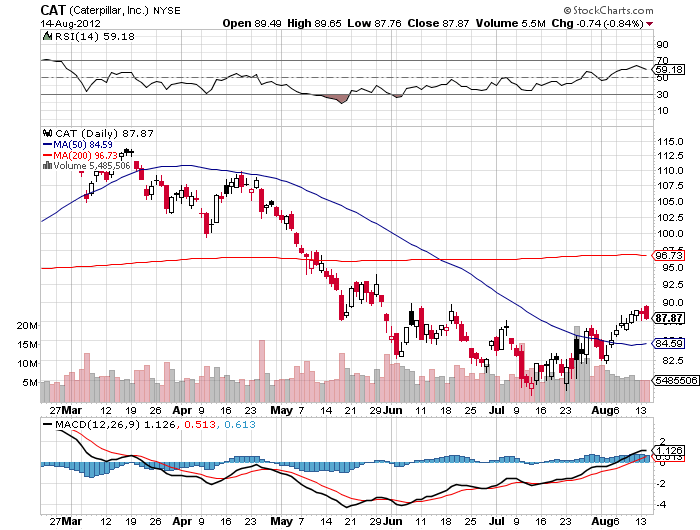 CAT (Caterpillar, Inc.) NYSE © StockCharts.com
14-Aug-2012 Open 89.49 High 89.65 Low 87.76 Close 87.87 Volume 5.5M Chg -0.74 (-0.84%)
RSI(14) 59.18
90
70
59.18
50
30
10
CAT (Daily) 87.87
MA(50) 84.59
MA(200) 96.73
Volume 5,485,506
115.0
112.5
110.0
107.5
105.0
102.5
100.0
97.5
96.73
95.0
92.5
90.0
87.87
84.59
82.5
5485506
20M
15M
10M
5M
27 Mar 12 19 26 Apr 9 16 23 May 7 14 21 29 Jun 11 18 25 Jul 9 16 23 Aug 6 13
MACD(12,26,9) 1.126, 0.513, 0.613
2
1.126
0
-2
-4
27 Mar 12 19 26 Apr 9 16 23 May 7 14 21 29 Jun 11 18 25 Jul 9 16 23 Aug 6 13